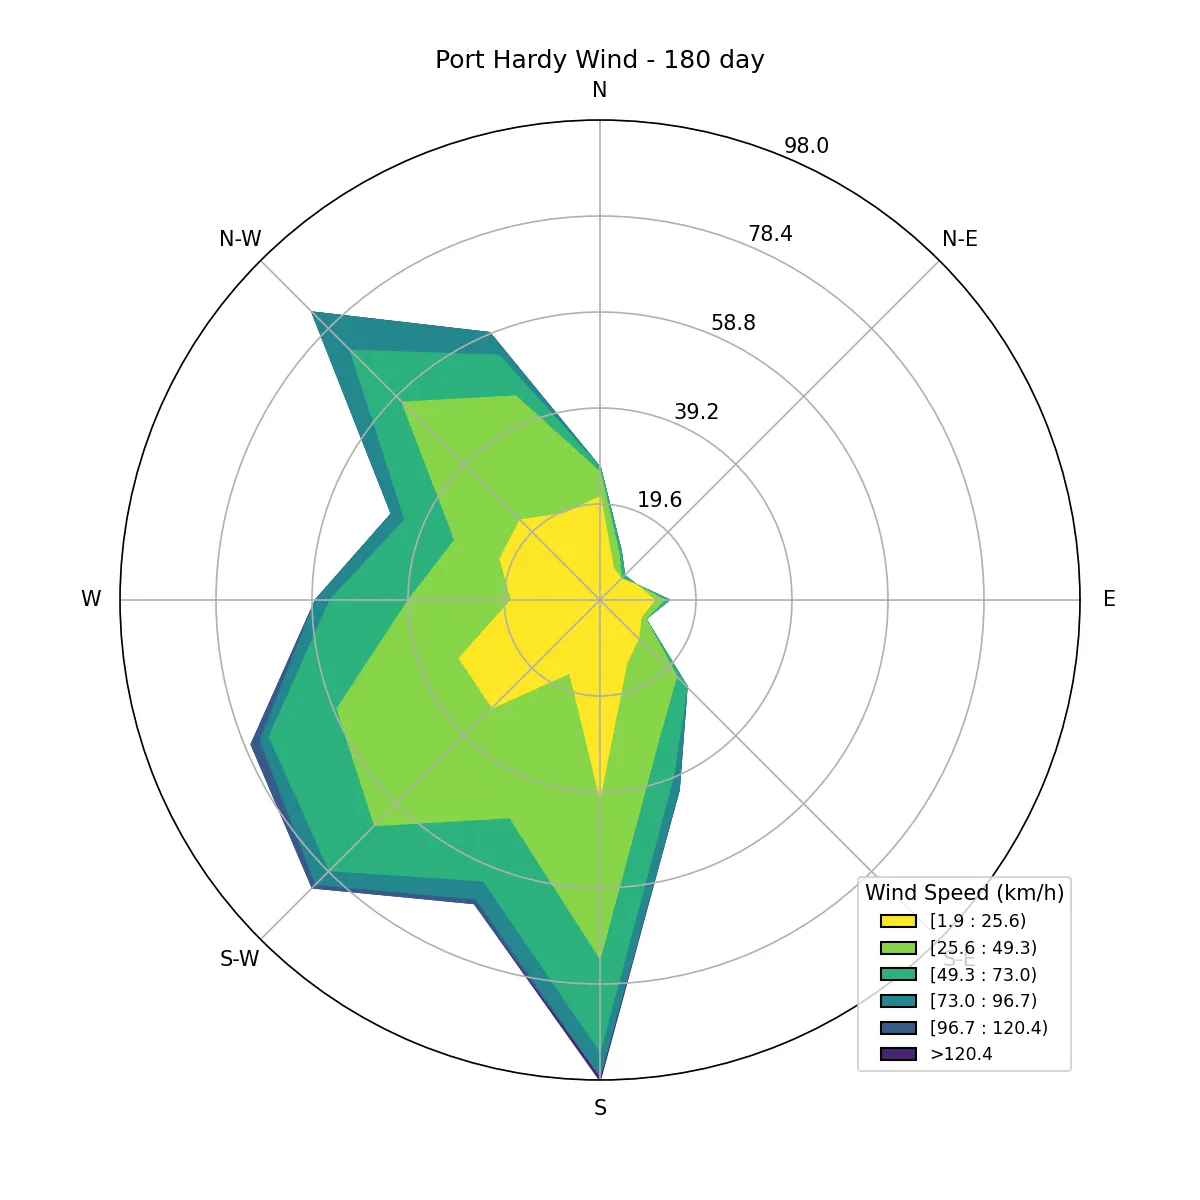 Port Hardy Wind - 180 day
N
98.0
78.4
N-W
N-E
58.8
39.2
19.6
W
E
Wind Speed (km/h)
[1.9 : 25.6)
[25.6 : 49.3)
S-W
S-E
[49.3 : 73.0)
[73.0 : 96.7)
[96.7 : 120.4)
>120.4
S